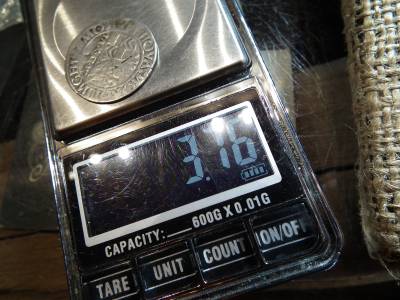 3.16
CAPACITY: 600G X 0.01G
TARE UNIT COUNT ON/OFF